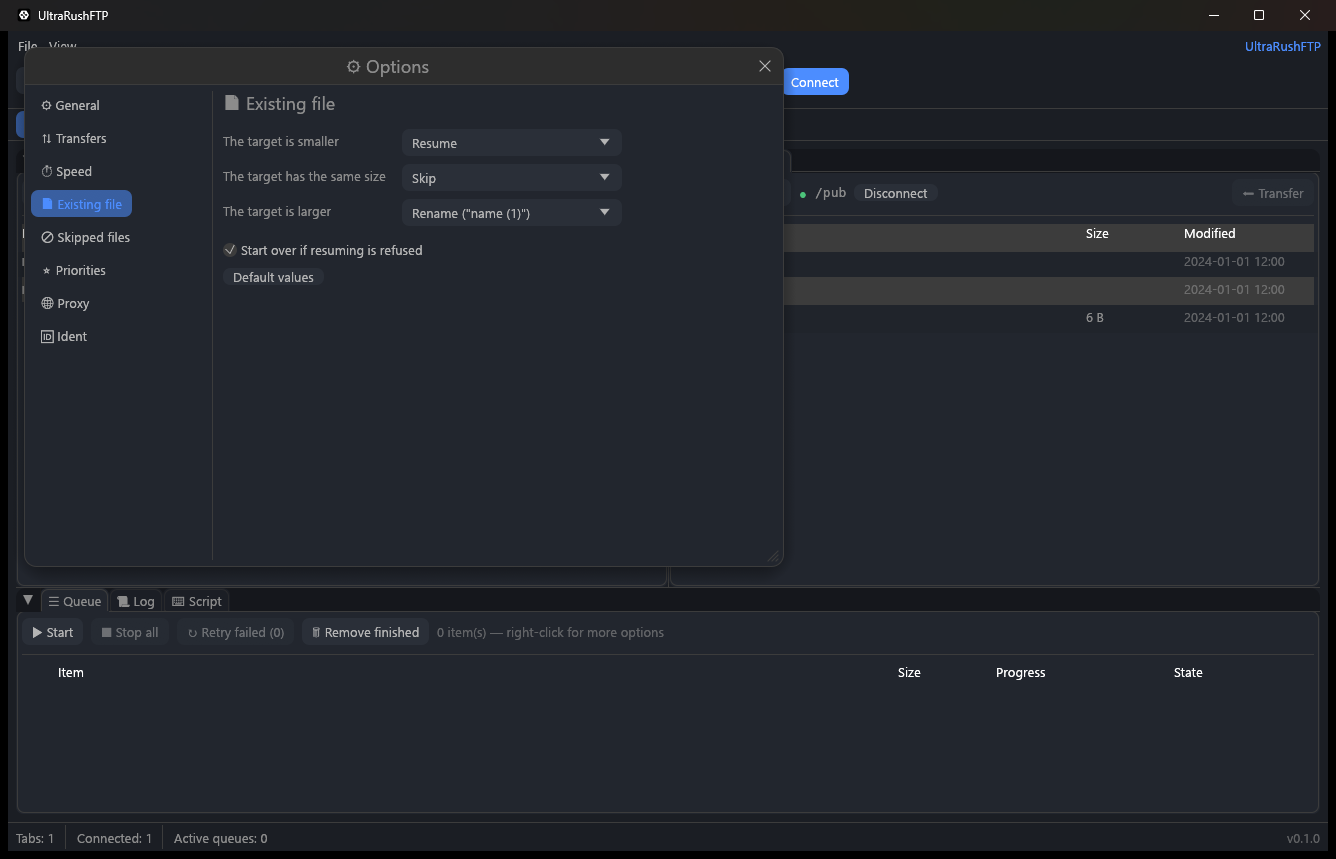 UltraRushFTP
File View
UltraRushFTP
Options
Connect
General
Transfers
Speed
Existing file
Skipped files
Priorities
Proxy
Ident
Existing file
The target is smaller Resume
The target has the same size Skip
The target is larger Rename ("name (1)")
Start over if resuming is refused
Default values
/pub Disconnect Transfer
Size Modified
2024-01-01 12:00
2024-01-01 12:00
6 B 2024-01-01 12:00
Queue Log Script
Start Stop all Retry failed (0) Remove finished 0 item(s) — right-click for more options
Item Size Progress State
Tabs: 1 Connected: 1 Active queues: 0 v0.1.0